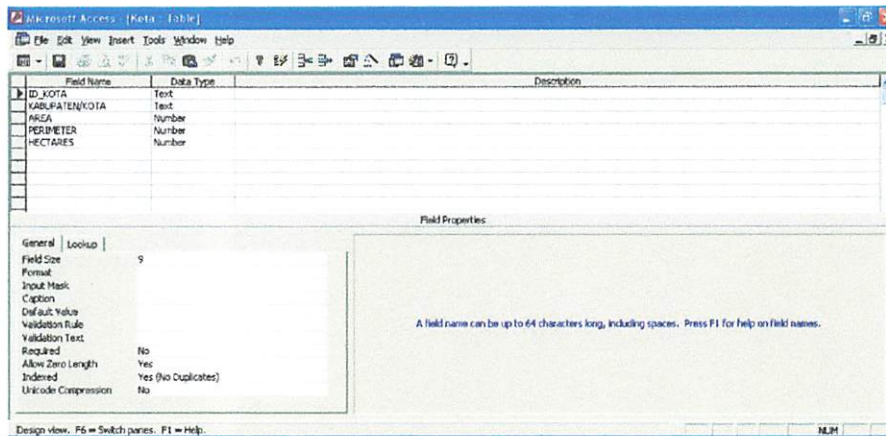 Microsoft Access - [Kota : Table]
File Edit View Insert Tools Window Help
Field Name Data Type Description
ID_KOTA Text
KABUPATEN/KOTA Text
AREA Number
PERIMETER Number
HECTARES Number
Field Properties
General Lookup
Field Size 9
Format
Input Mask
Caption
Default Value
Validation Rule
Validation Text
Required No
Allow Zero Length Yes
Indexed Yes (No Duplicates)
Unicode Compression No
A field name can be up to 64 characters long, including spaces. Press F1 for help on field names.
Design view. F6 = Switch panes. F1 = Help. NUM